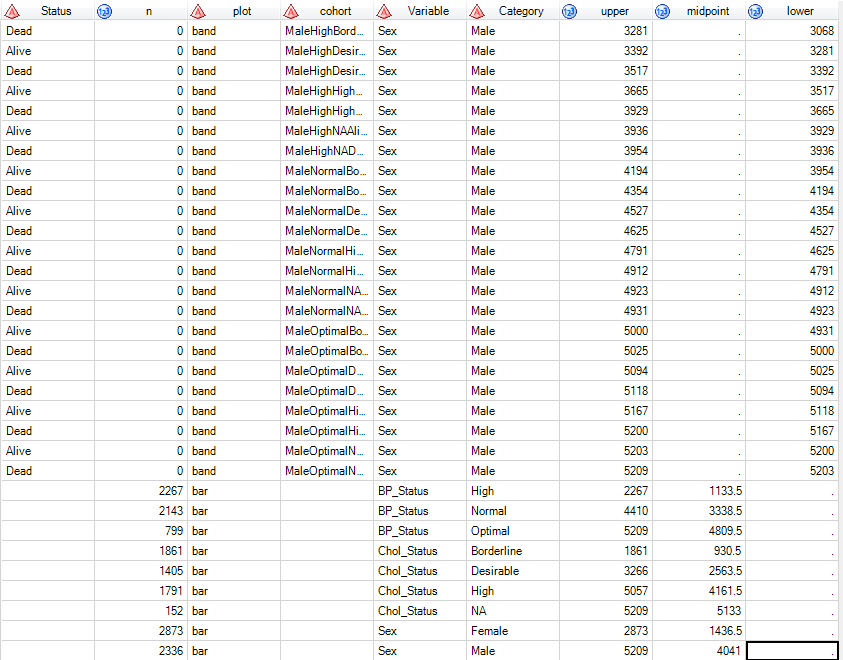 Status n plot cohort Variable Category upper midpoint lower
Dead 0 band MaleHighBord... Sex Male 3281 . 3068
Alive 0 band MaleHighDesir... Sex Male 3392 . 3281
Dead 0 band MaleHighDesir... Sex Male 3517 . 3392
Alive 0 band MaleHighHigh... Sex Male 3665 . 3517
Dead 0 band MaleHighHigh... Sex Male 3929 . 3665
Alive 0 band MaleHighNAAli... Sex Male 3936 . 3929
Dead 0 band MaleHighNAD... Sex Male 3954 . 3936
Alive 0 band MaleNormalBo... Sex Male 4194 . 3954
Dead 0 band MaleNormalBo... Sex Male 4354 . 4194
Alive 0 band MaleNormalDe... Sex Male 4527 . 4354
Dead 0 band MaleNormalDe... Sex Male 4625 . 4527
Alive 0 band MaleNormalHi... Sex Male 4791 . 4625
Dead 0 band MaleNormalHi... Sex Male 4912 . 4791
Alive 0 band MaleNormalNA... Sex Male 4923 . 4912
Dead 0 band MaleNormalNA... Sex Male 4931 . 4923
Alive 0 band MaleOptimalBo... Sex Male 5000 . 4931
Dead 0 band MaleOptimalBo... Sex Male 5025 . 5000
Alive 0 band MaleOptimalD... Sex Male 5094 . 5025
Dead 0 band MaleOptimalD... Sex Male 5118 . 5094
Alive 0 band MaleOptimalHi... Sex Male 5167 . 5118
Dead 0 band MaleOptimalHi... Sex Male 5200 . 5167
Alive 0 band MaleOptimalN... Sex Male 5203 . 5200
Dead 0 band MaleOptimalN... Sex Male 5209 . 5203
2267 bar BP_Status High 2267 1133.5 .
2143 bar BP_Status Normal 4410 3338.5 .
799 bar BP_Status Optimal 5209 4809.5 .
1861 bar Chol_Status Borderline 1861 930.5 .
1405 bar Chol_Status Desirable 3266 2563.5 .
1791 bar Chol_Status High 5057 4161.5 .
152 bar Chol_Status NA 5209 5133 .
2873 bar Sex Female 2873 1436.5 .
2336 bar Sex Male 5209 4041 .